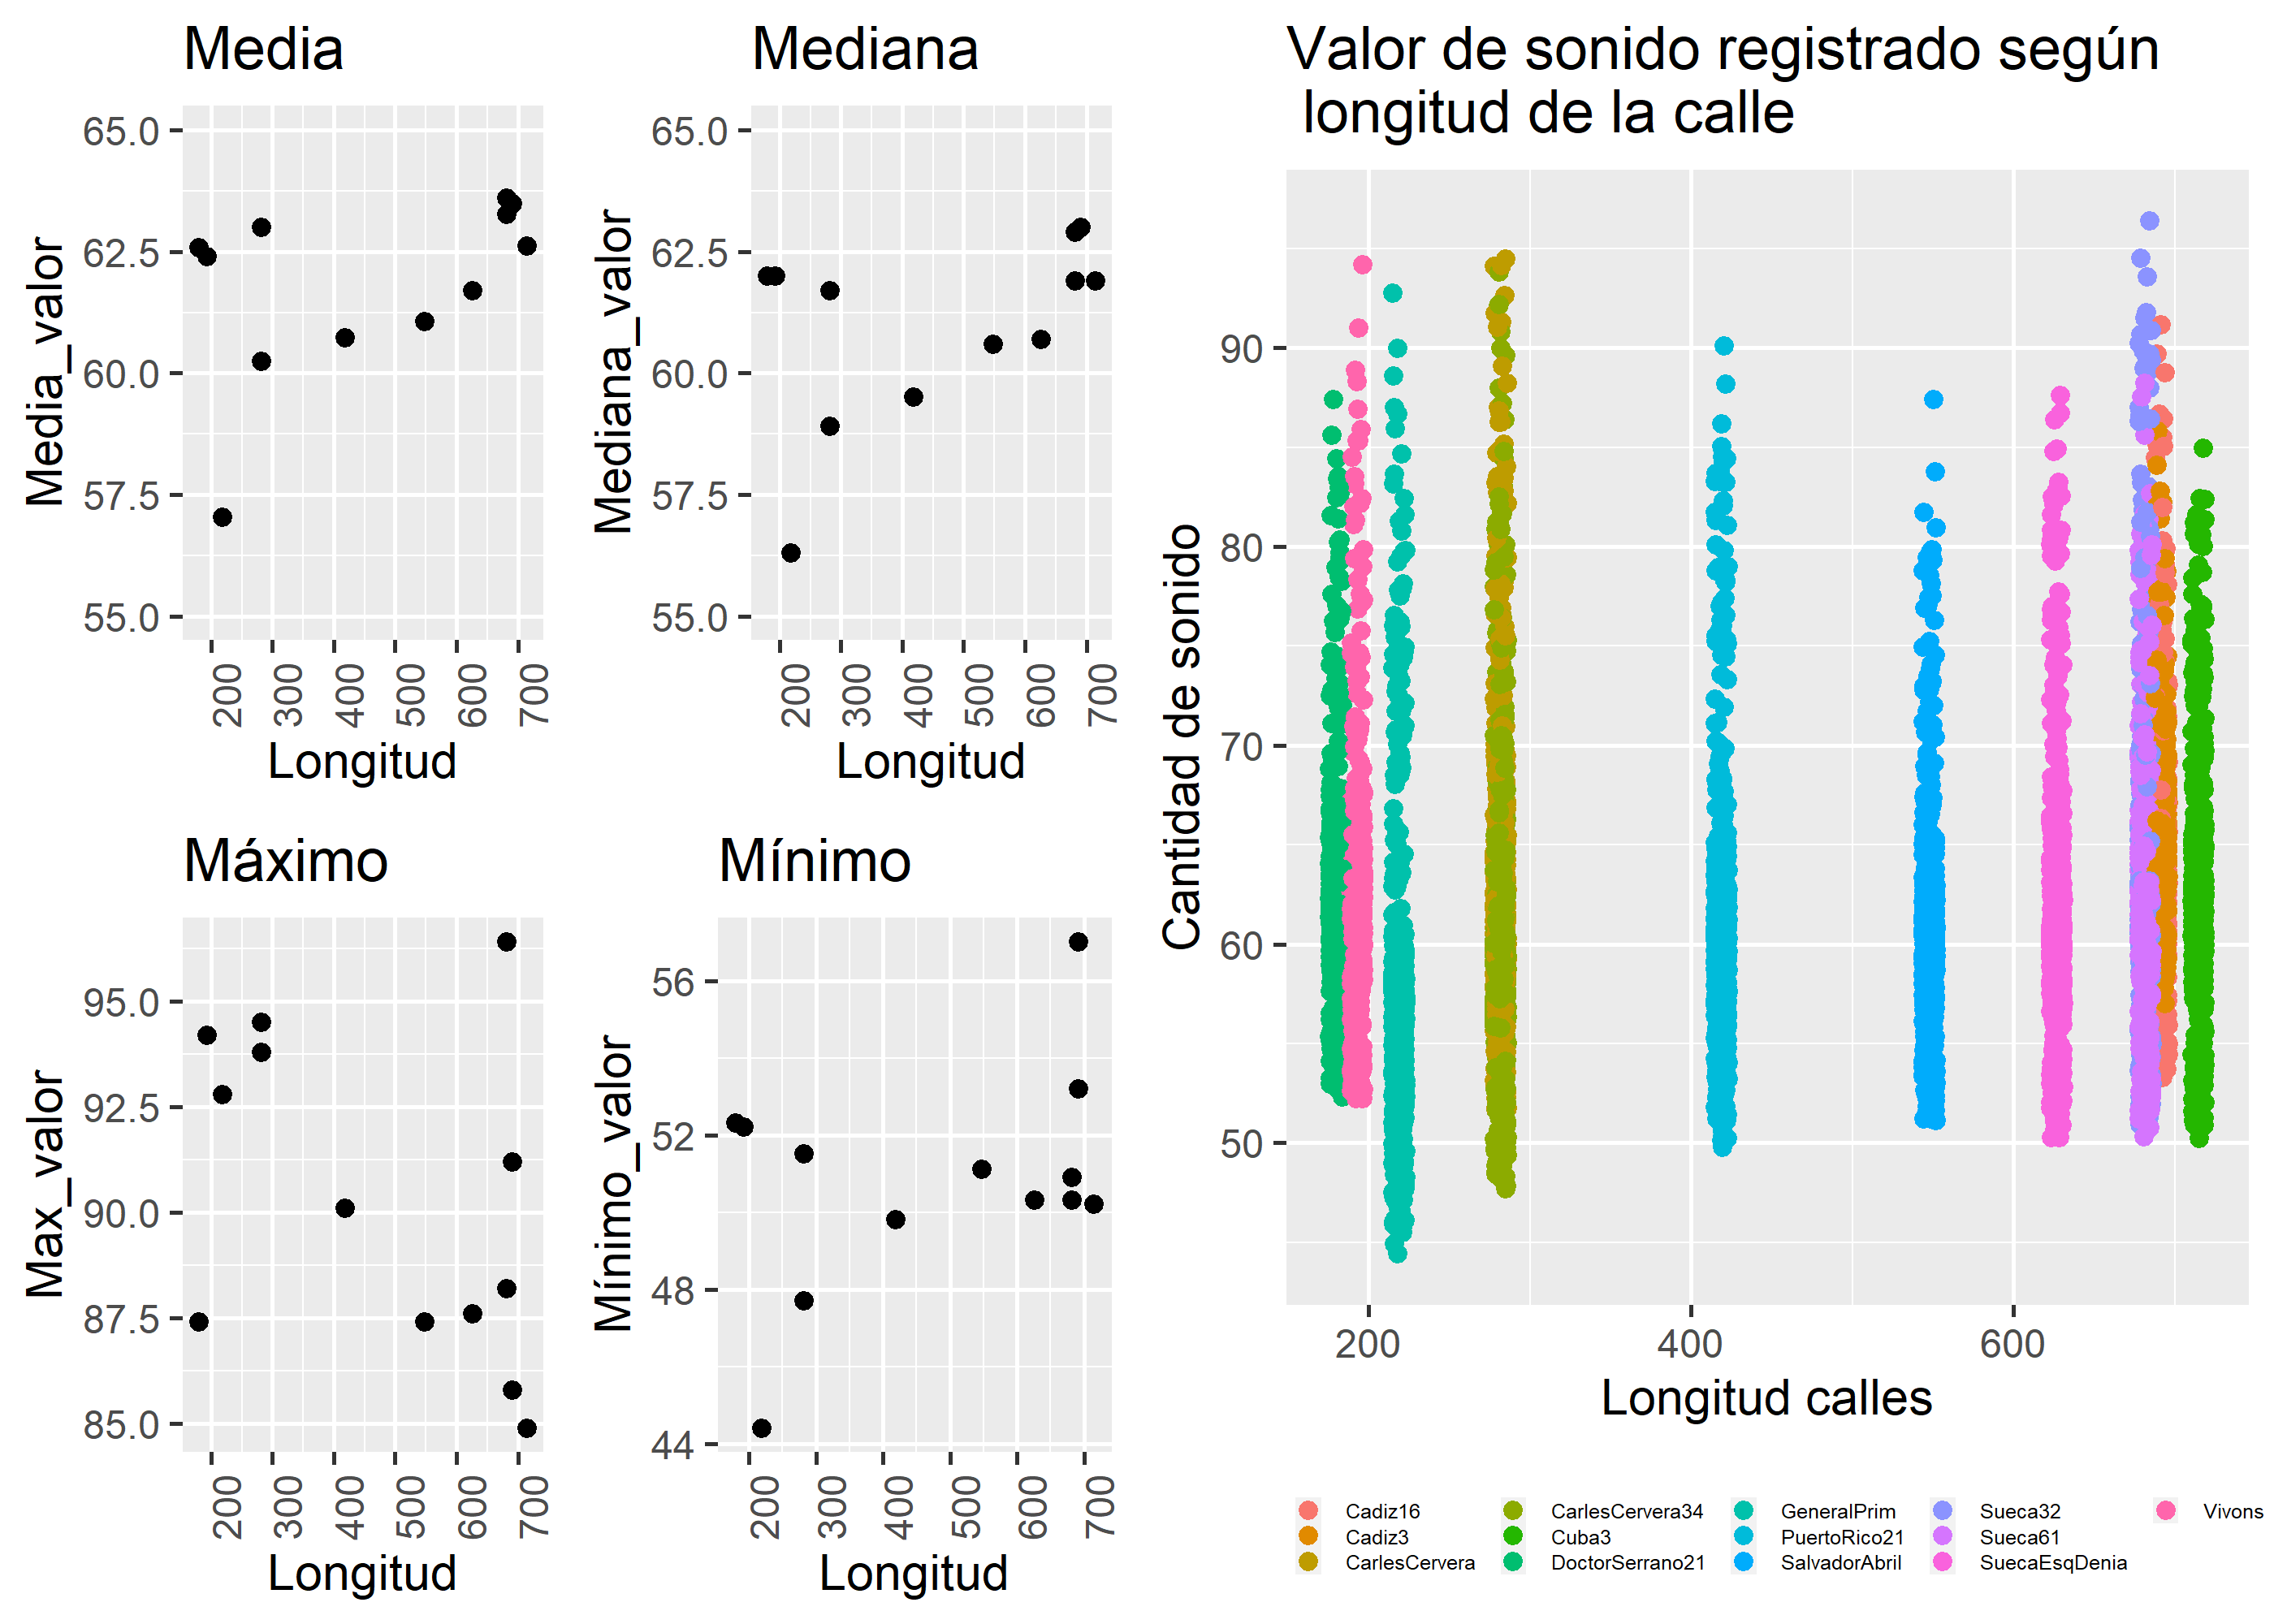 Media
Media_valor
65.0
62.5
60.0
57.5
55.0
200 300 400 500 600 700
Longitud
Mediana
Mediana_valor
65.0
62.5
60.0
57.5
55.0
200 300 400 500 600 700
Longitud
Máximo
Max_valor
95.0
92.5
90.0
87.5
85.0
200 300 400 500 600 700
Longitud
Mínimo
Mínimo_valor
56
52
48
44
200 300 400 500 600 700
Longitud
Valor de sonido registrado según
longitud de la calle
Cantidad de sonido
90
80
70
60
50
200 400 600
Longitud calles
Cadiz16 CarlesCervera34 GeneralPrim Sueca32 Vivons
Cadiz3 Cuba3 PuertoRico21 Sueca61
CarlesCervera DoctorSerrano21 SalvadorAbril SuecaEsqDenia